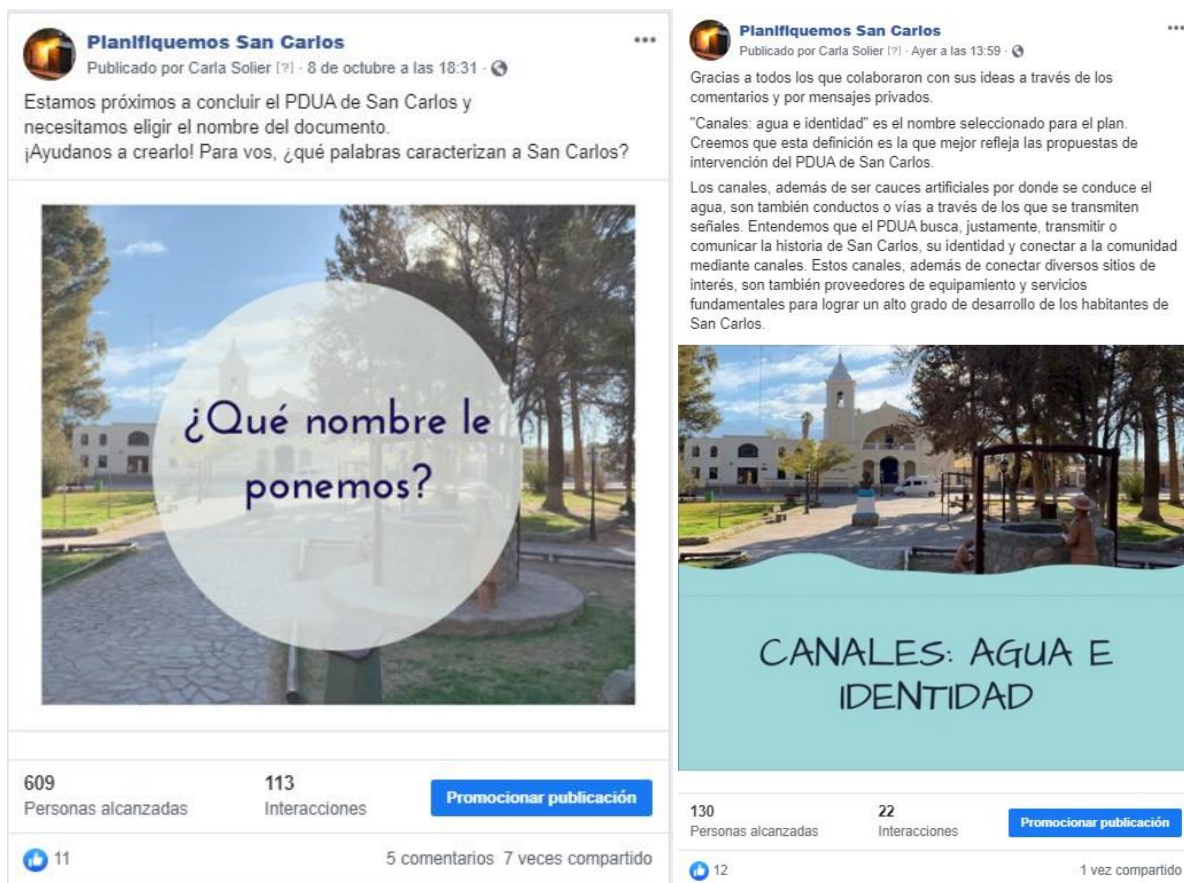 Planifiquemos San Carlos
Publicado por Carla Solier [?] · 8 de octubre a las 18:31 ·
Estamos próximos a concluir el PDUA de San Carlos y
necesitamos eligir el nombre del documento.
¡Ayudanos a crearlo! Para vos, ¿qué palabras caracterizan a San Carlos?
¿Qué nombre le
ponemos?
609
Personas alcanzadas
113
Interacciones
Promocionar publicación
11
5 comentarios 7 veces compartido
Planifiquemos San Carlos
Publicado por Carla Solier [?] · Ayer a las 13:59 ·
Gracias a todos los que colaboraron con sus ideas a través de los
comentarios y por mensajes privados.
"Canales: agua e identidad" es el nombre seleccionado para el plan.
Creemos que esta definición es la que mejor refleja las propuestas de
intervención del PDUA de San Carlos.
Los canales, además de ser cauces artificiales por donde se conduce el
agua, son también conductos o vías a través de los que se transmiten
señales. Entendemos que el PDUA busca, justamente, transmitir o
comunicar la historia de San Carlos, su identidad y conectar a la comunidad
mediante canales. Estos canales, además de conectar diversos sitios de
interés, son también proveedores de equipamiento y servicios
fundamentales para lograr un alto grado de desarrollo de los habitantes de
San Carlos.
CANALES: AGUA E
IDENTIDAD
130
Personas alcanzadas
22
Interacciones
Promocionar publicación
12
1 vez compartido